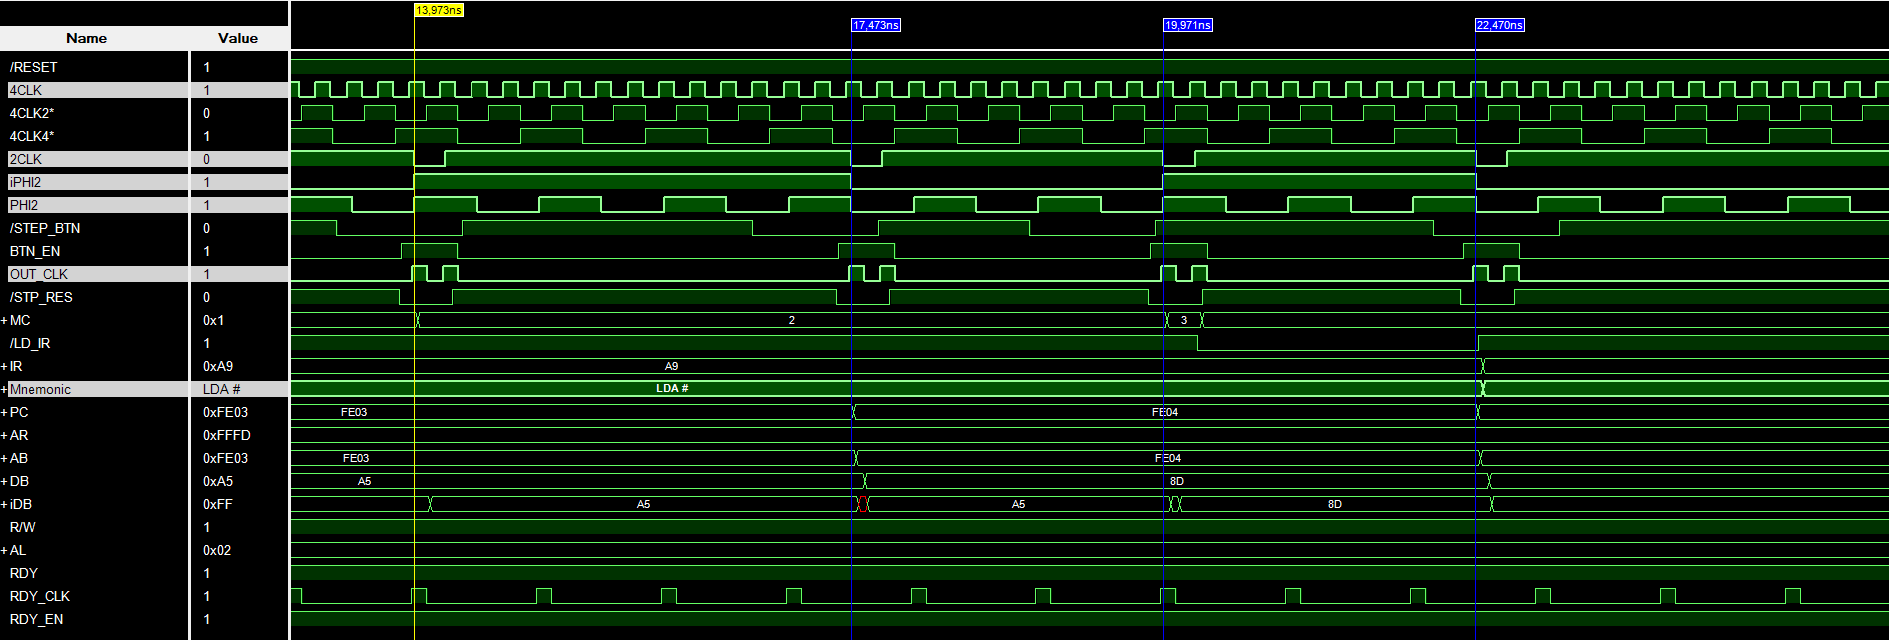 13,973ns
17,473ns 19,971ns 22,470ns
Name Value
/RESET 1
4CLK 1
4CLK2* 0
4CLK4* 1
2CLK 0
iPHI2 1
PHI2 1
/STEP_BTN 0
BTN_EN 1
OUT_CLK 1
/STP_RES 0
+MC 0x1 2 3
/LD_IR 1
+IR 0xA9 A9
+Mnemonic LDA # LDA #
+PC 0xFE03 FE03 FE04
+AR 0xFFFD
+AB 0xFE03 FE03 FE04
+DB 0xA5 A5 8D
+iDB 0xFF A5 A5 8D
R/W 1
+AL 0x02
RDY 1
RDY_CLK 1
RDY_EN 1